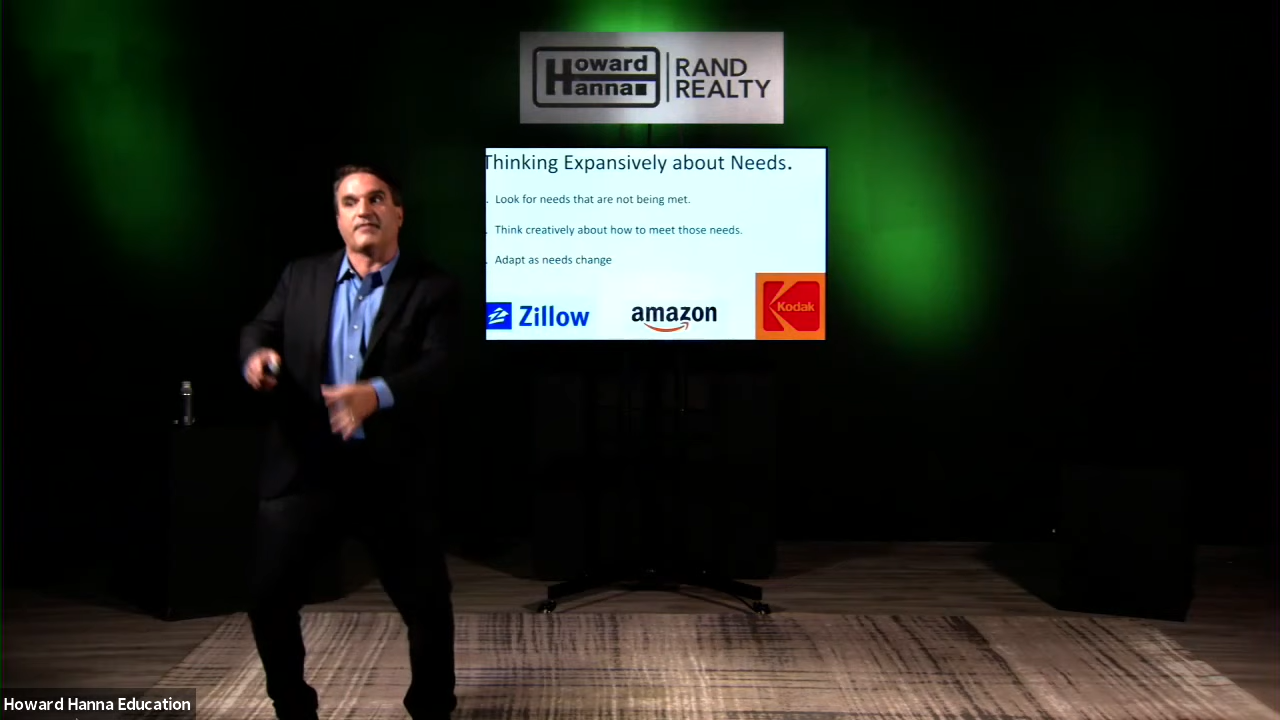 Howard
Hanna
RAND
REALTY
Thinking Expansively about Needs.
. Look for needs that are not being met.
. Think creatively about how to meet those needs.
. Adapt as needs change
Zillow
amazon
Kodak
Howard Hanna Education